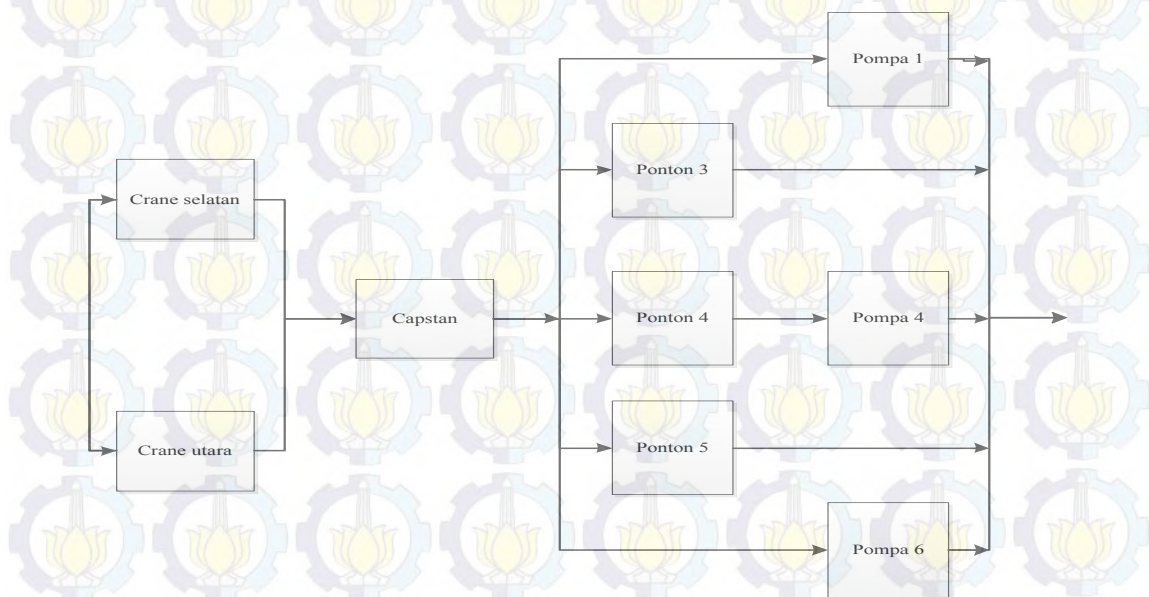 Pompa 1
Ponton 3
Crane selatan
Capstan
Ponton 4
Pompa 4
Crane utara
Ponton 5
Pompa 6